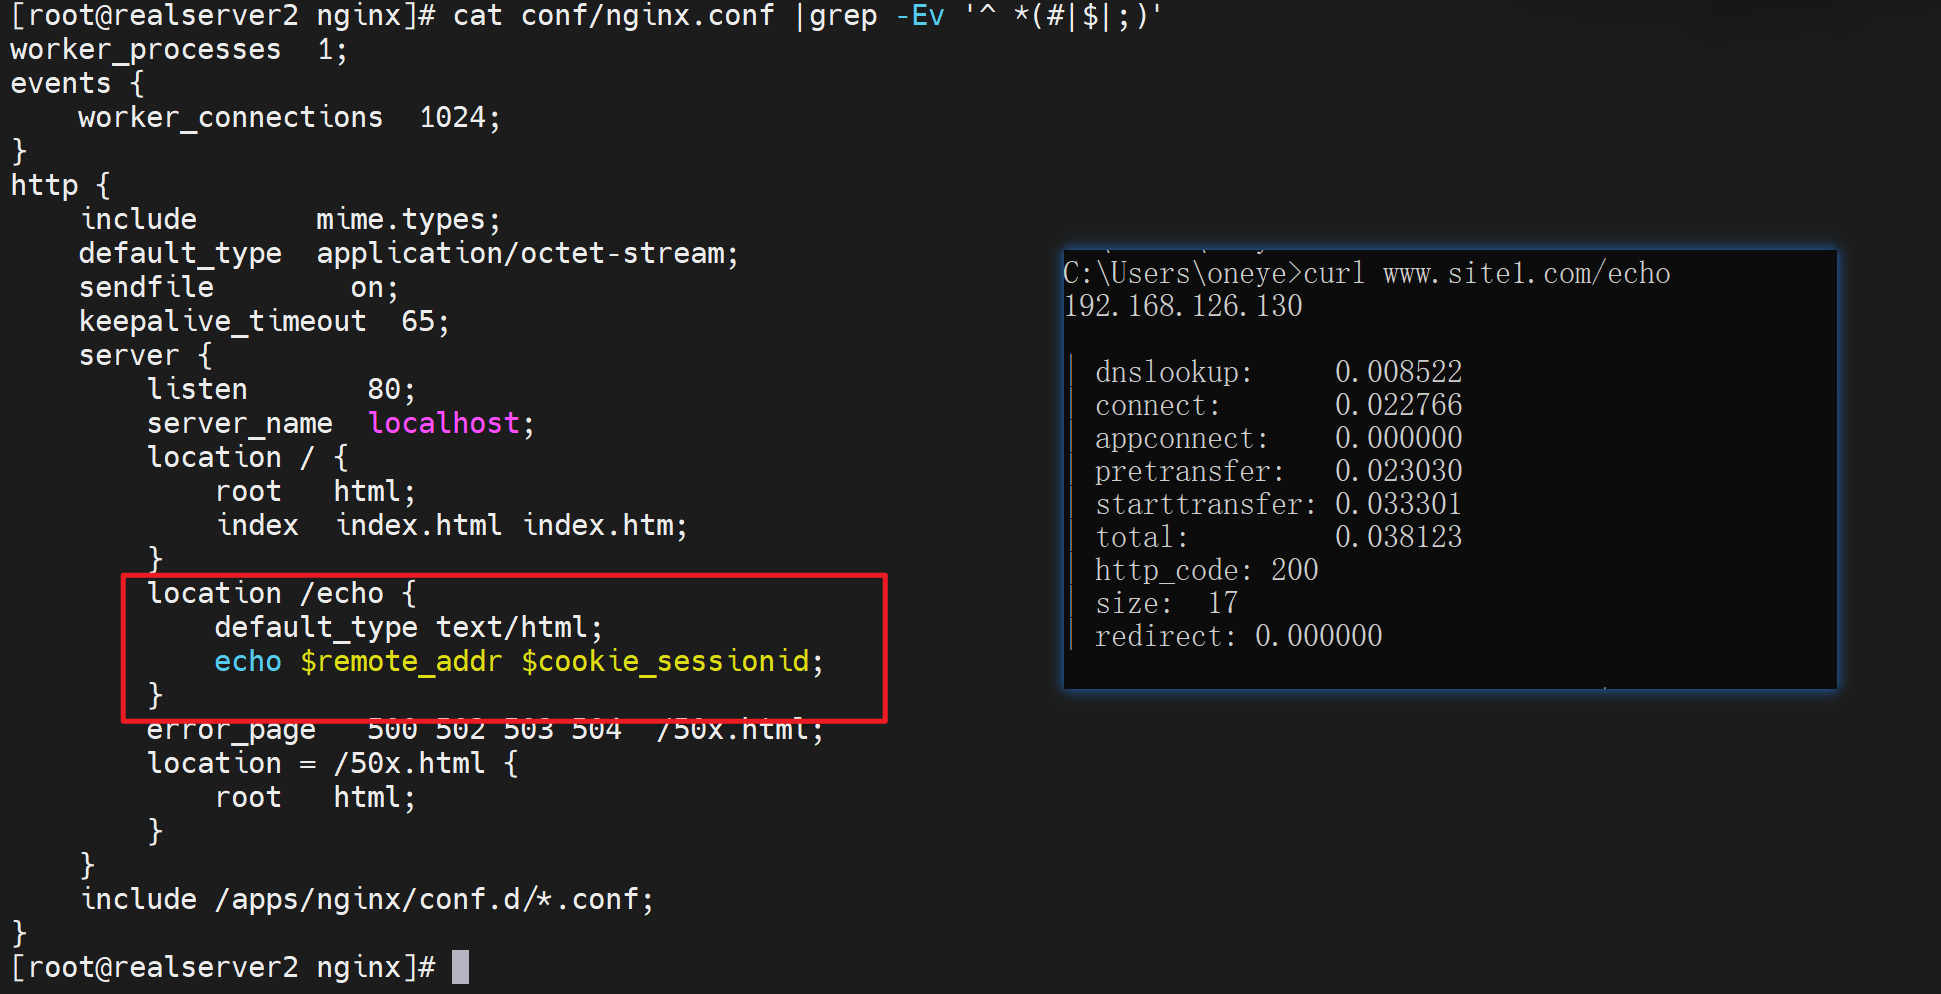 [root@realserver2 nginx]# cat conf/nginx.conf |grep -Ev '^ *(#|$|;)'
worker_processes  1;
events {
    worker_connections  1024;
}
http {
    include       mime.types;
    default_type  application/octet-stream;
    sendfile        on;
    keepalive_timeout  65;
    server {
        listen       80;
        server_name  localhost;
        location / {
            root   html;
            index  index.html index.htm;
        }
        location /echo {
            default_type text/html;
            echo $remote_addr $cookie_sessionid;
        }
        error_page   500 502 503 504  /50x.html;
        location = /50x.html {
            root   html;
        }
    }
    include /apps/nginx/conf.d/*.conf;
}
[root@realserver2 nginx]#
C:\Users\oneye>curl www.site1.com/echo
192.168.126.130
| dnslookup:     0.008522
| connect:       0.022766
| appconnect:    0.000000
| pretransfer:   0.023030
| starttransfer: 0.033301
| total:         0.038123
| http_code: 200
| size:  17
| redirect: 0.000000